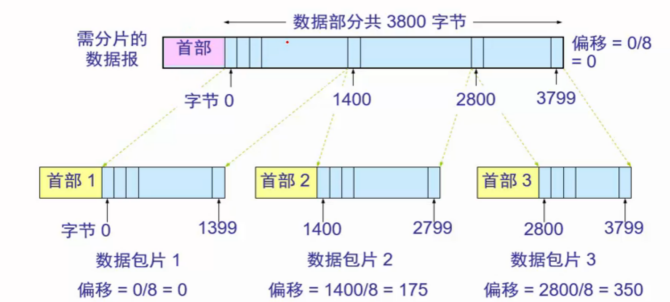 数据部分共 3800 字节
需分片的
数据报
首部
偏移 = 0/8
= 0
字节 0
1400
2800
3799
首部 1
首部 2
首部 3
字节 0
1399
1400
2799
2800
3799
数据包片 1
数据包片 2
数据包片 3
偏移 = 0/8 = 0
偏移 = 1400/8 = 175
偏移 = 2800/8 = 350